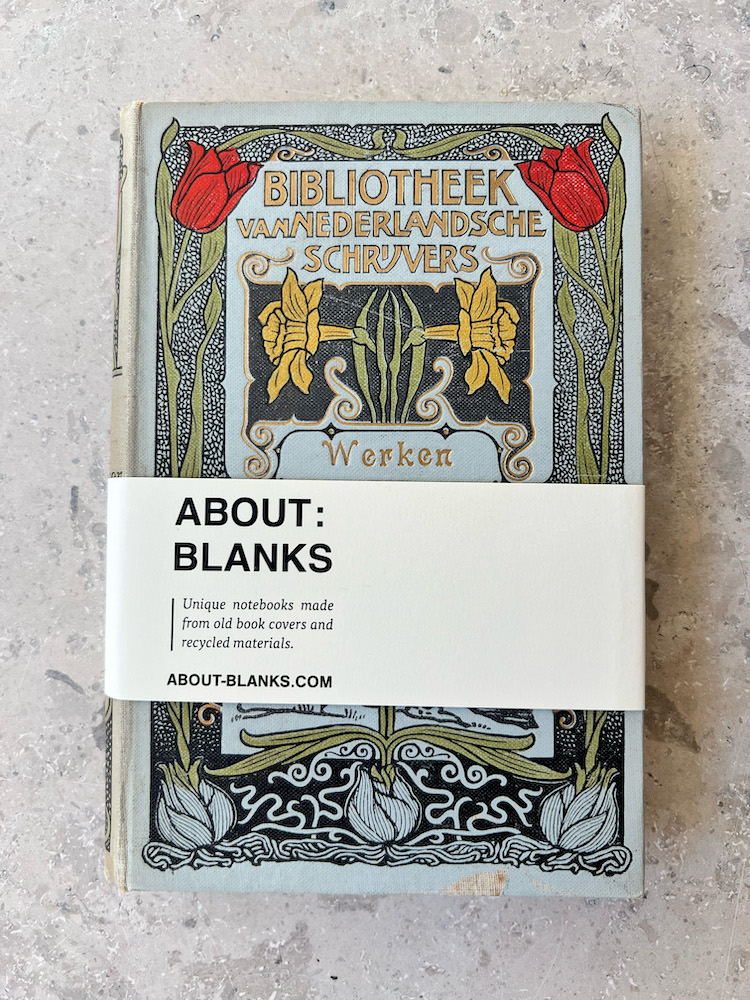 BIBLIOTHEEK
VAN NEDERLANDSCHE
SCHRIJVERS
Werken
ABOUT:
BLANKS
Unique notebooks made
from old book covers and
recycled materials.
ABOUT-BLANKS.COM